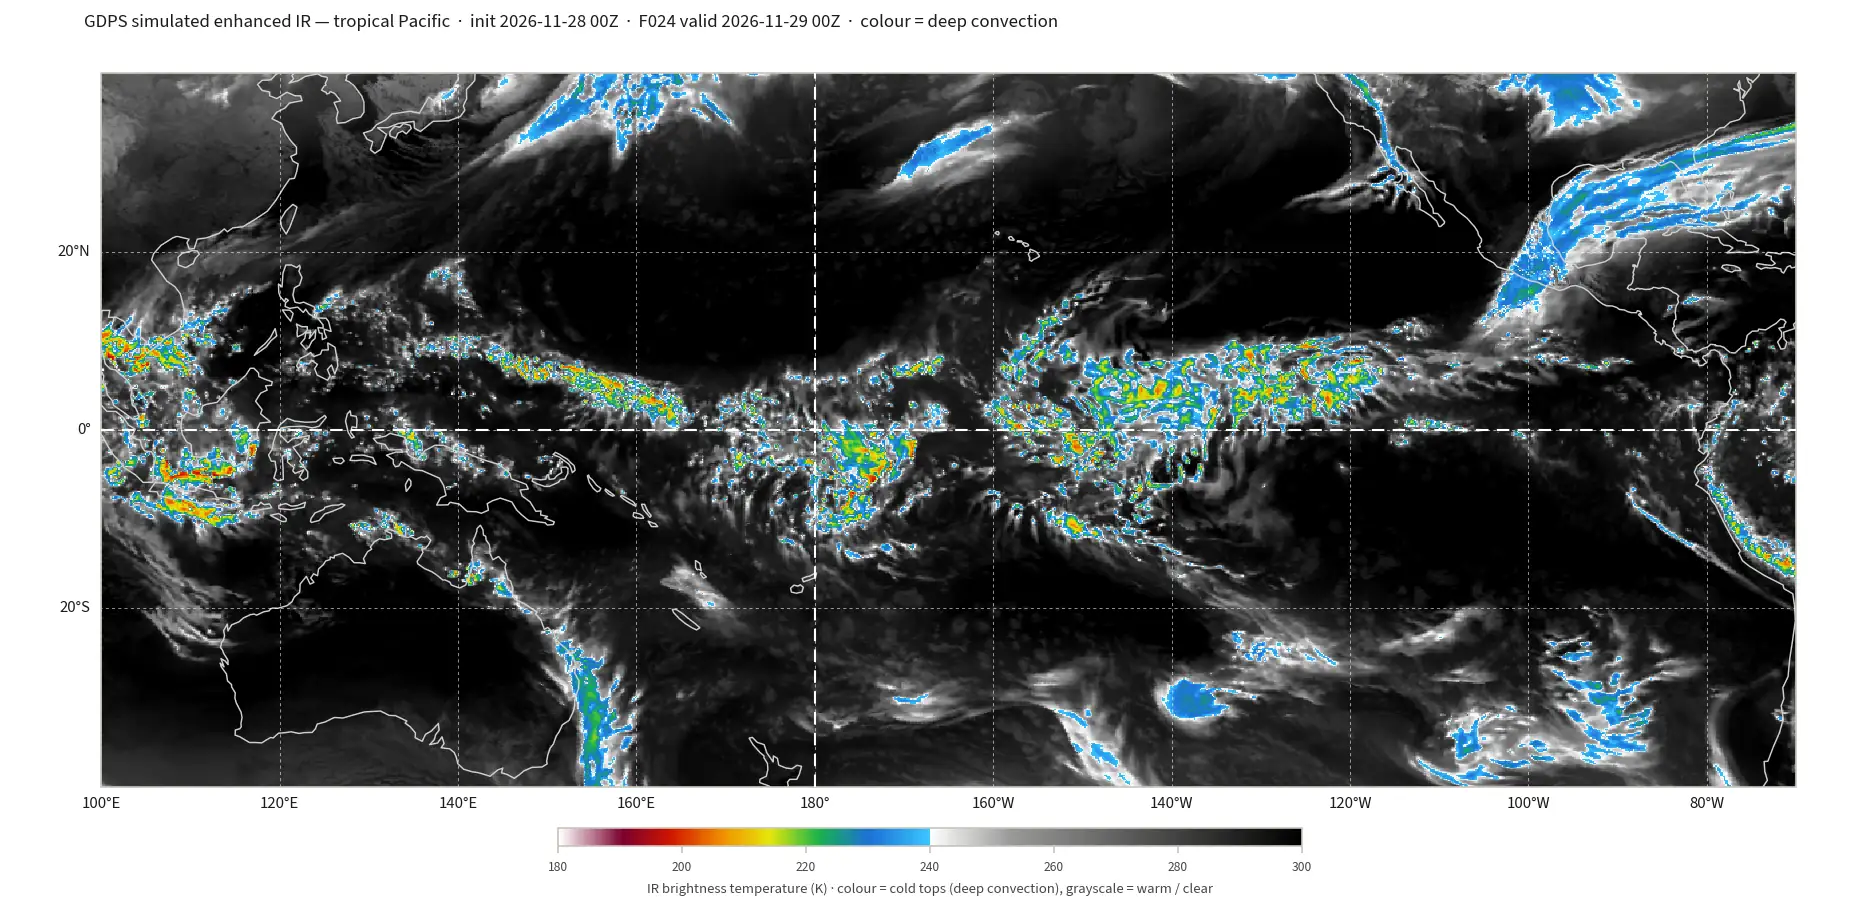 GDPS simulated enhanced IR — tropical Pacific · init 2026-11-28 00Z · F024 valid 2026-11-29 00Z · colour = deep convection
20°N
0°
20°S
100°E 120°E 140°E 160°E 180° 160°W 140°W 120°W 100°W 80°W
180 200 220 240 260 280 300
IR brightness temperature (K) · colour = cold tops (deep convection), grayscale = warm / clear